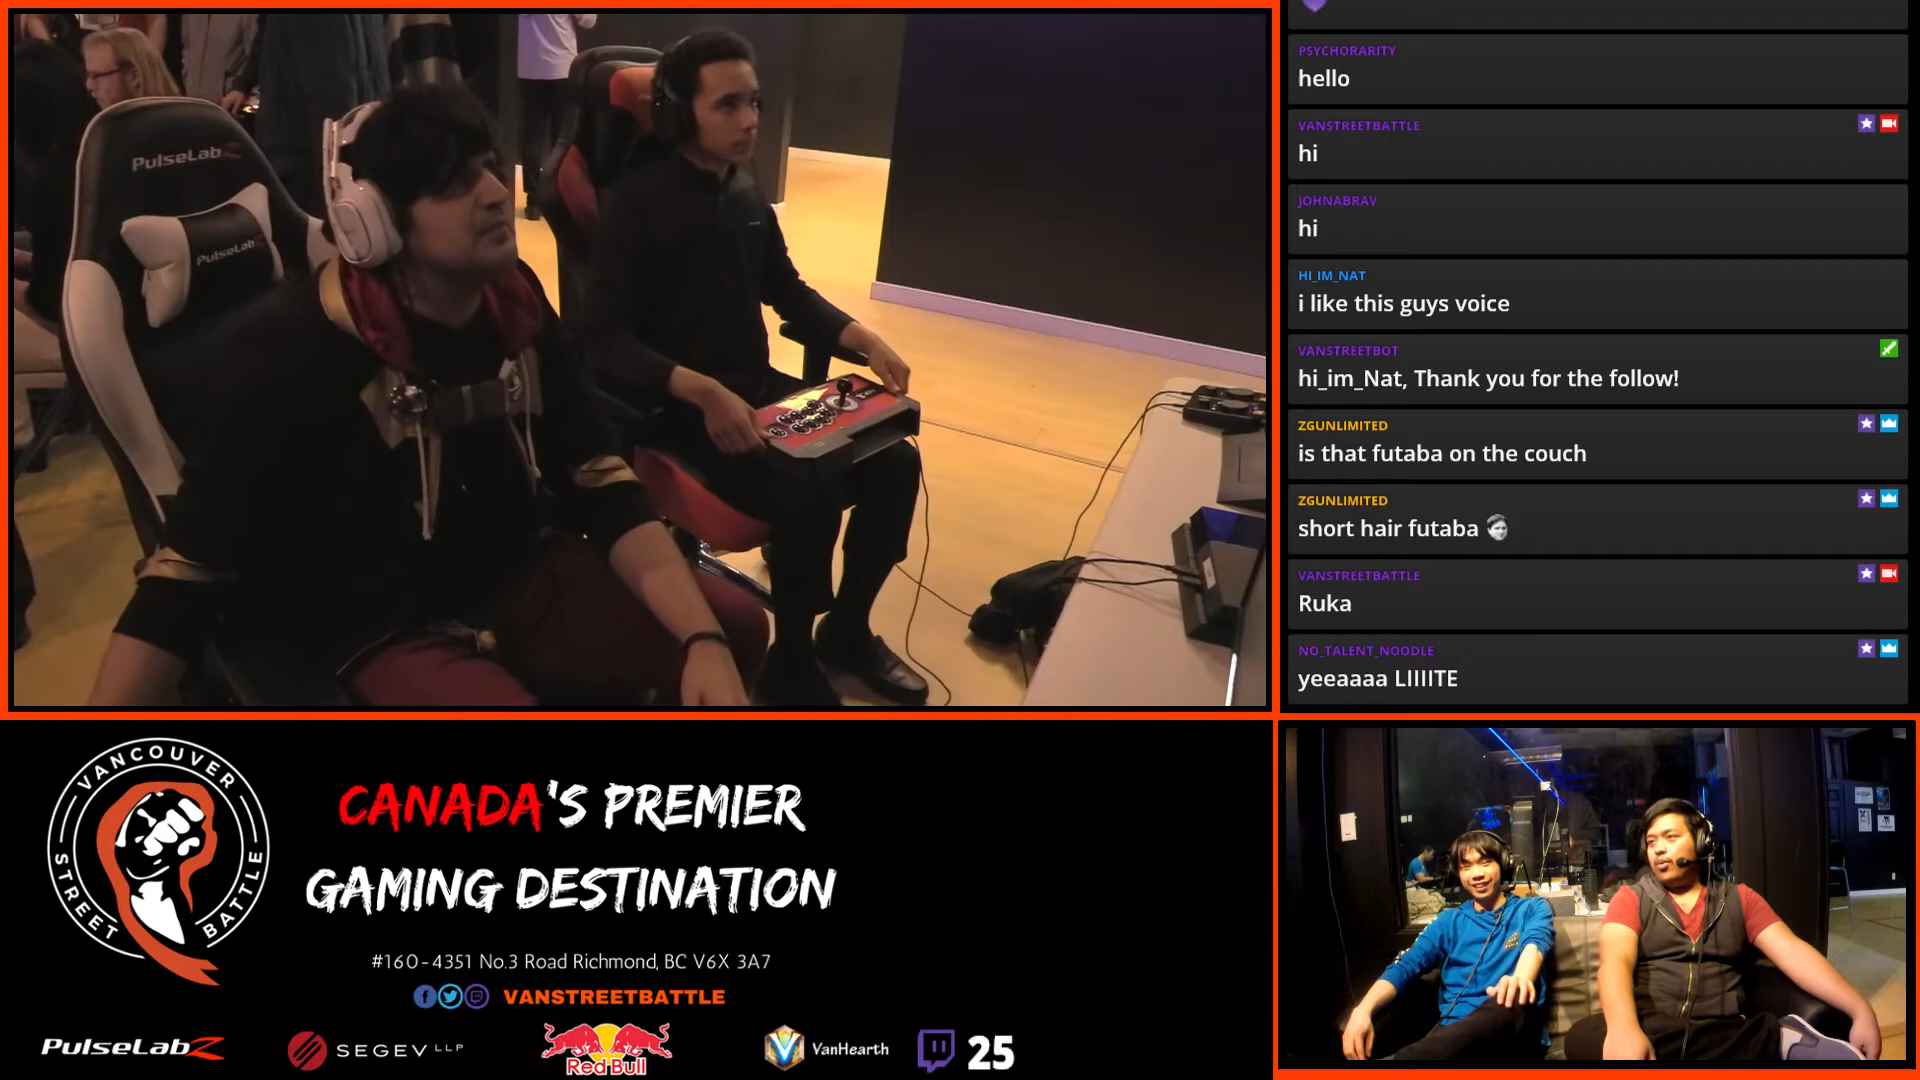 PulseLabZ
PulseLab
PSYCHORARITY
hello
VANSTREETBATTLE
hi
JOHNABRAV
hi
HI_IM_NAT
i like this guys voice
VANSTREETBOT
hi_im_Nat, Thank you for the follow!
ZGUNLIMITED
is that futaba on the couch
ZGUNLIMITED
short hair futaba
VANSTREETBATTLE
Ruka
NO_TALENT_NOODLE
yeeaaaa LIIIITE
VANCOUVER
STREET BATTLE
CANADA'S PREMIER
GAMING DESTINATION
#160-4351 No.3 Road Richmond, BC V6X 3A7
VANSTREETBATTLE
PulseLabZ
SEGEV LLP
Red Bull
VanHearth
25